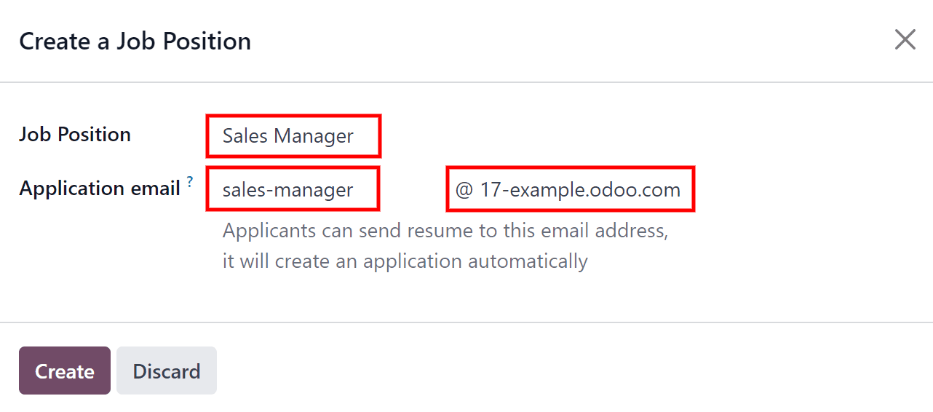 Create a Job Position
Job Position Sales Manager
Application email ? sales-manager @ 17-example.odoo.com
Applicants can send resume to this email address,
it will create an application automatically
Create Discard